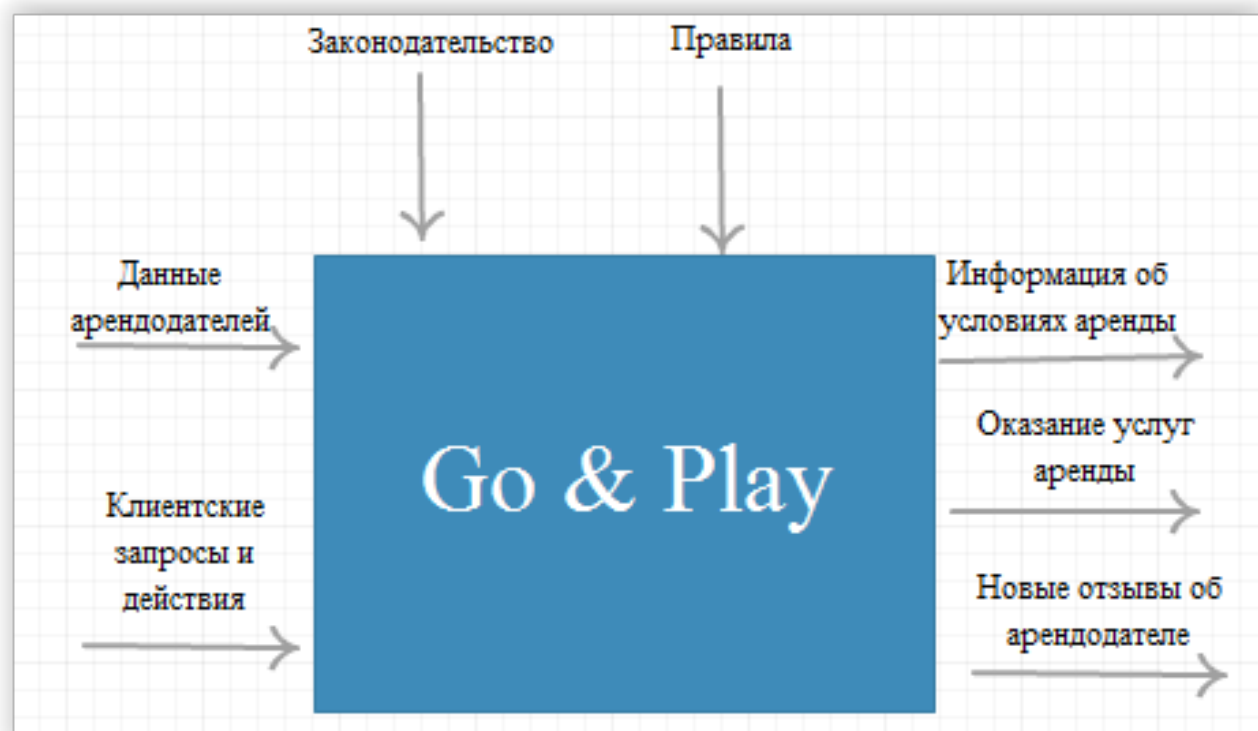 Законодательство
Правила
Данные
арендодателей
Клиентские
запросы и
действия
Go & Play
Информация об
условиях аренды
Оказание услуг
аренды
Новые отзывы об
арендодателе